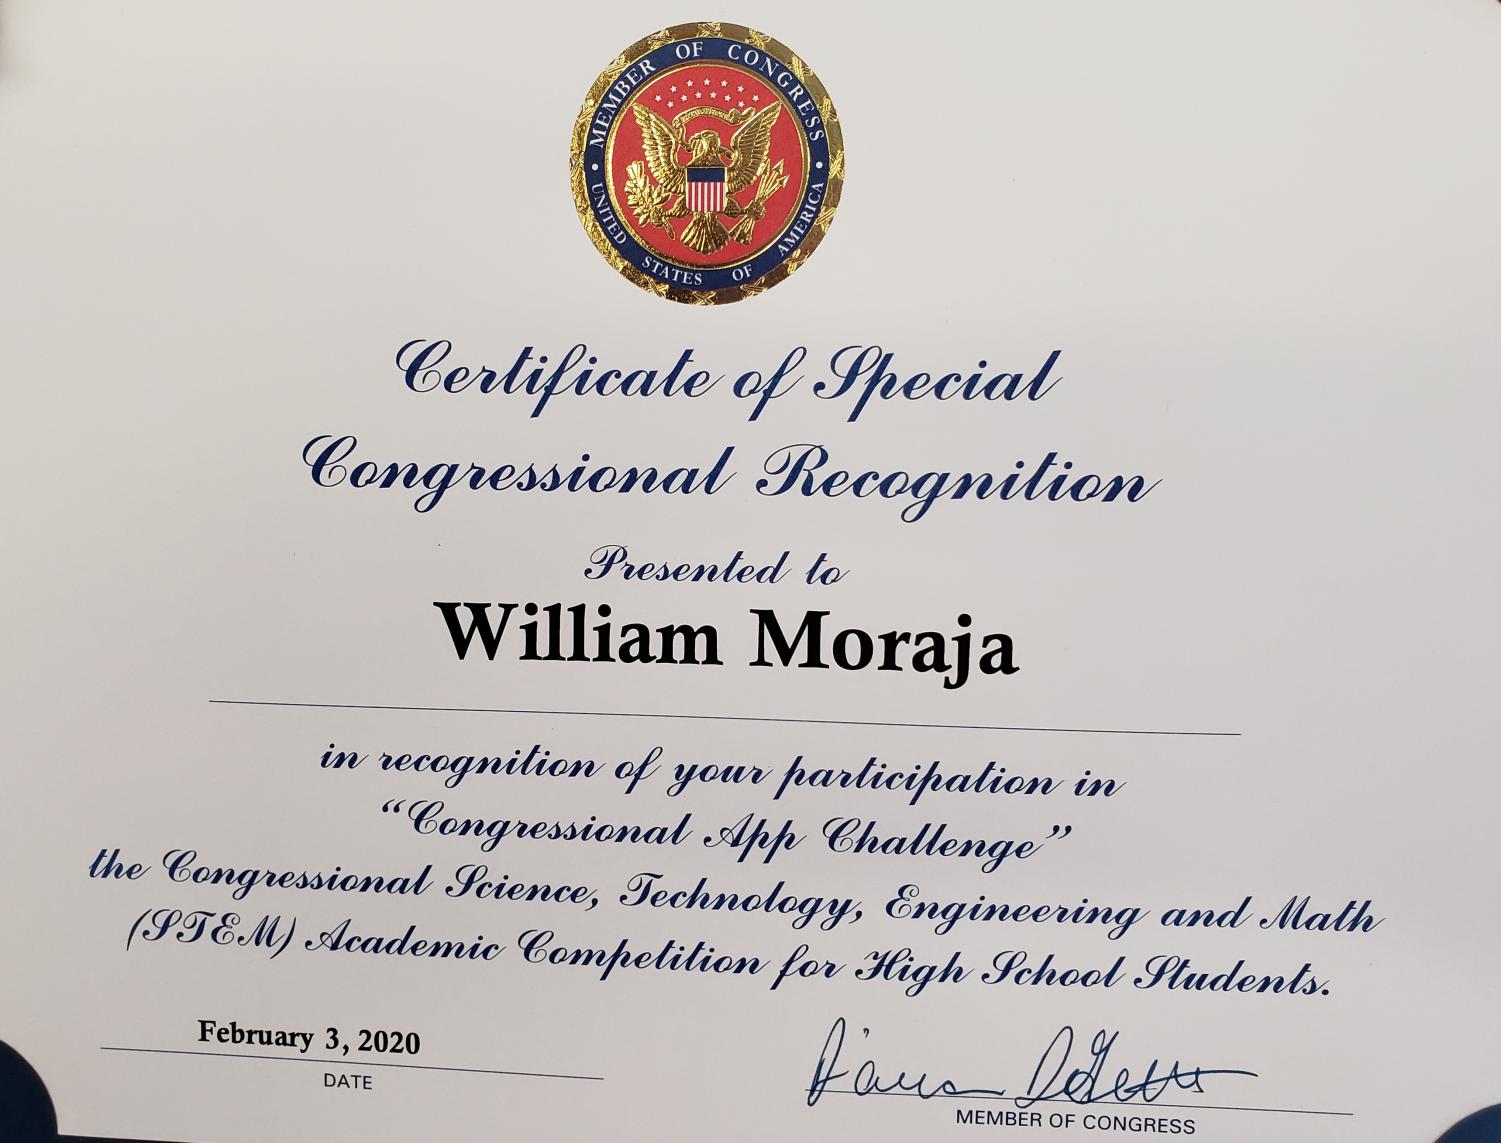 MEMBER OF CONGRESS
UNITED STATES OF AMERICA
Certificate of Special
Congressional Recognition
Presented to
William Moraja
in recognition of your participation in
“Congressional App Challenge”
the Congressional Science, Technology, Engineering and Math
(STEM) Academic Competition for High School Students.
February 3, 2020
DATE
Diana DeGette
MEMBER OF CONGRESS